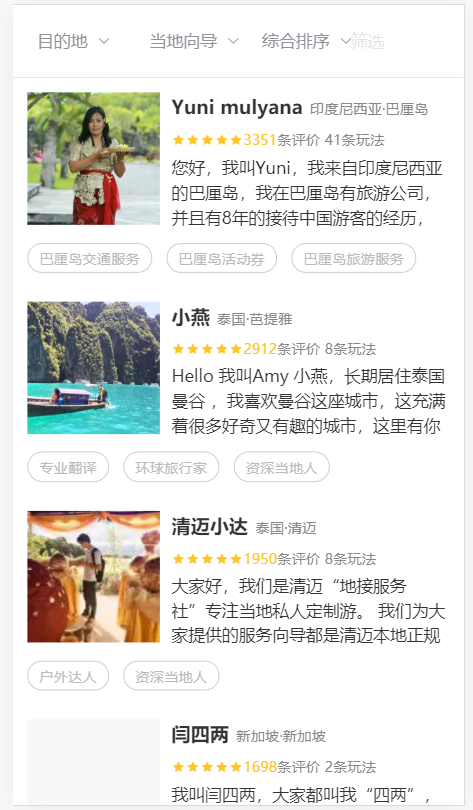 目的地 当地向导 综合排序 筛选
Yuni mulyana 印度尼西亚·巴厘岛
3351条评价 41条玩法
您好，我叫Yuni，我来自印度尼西亚
的巴厘岛，我在巴厘岛有旅游公司，
并且有8年的接待中国游客的经历，
巴厘岛交通服务 巴厘岛活动券 巴厘岛旅游服务
小燕 泰国·芭提雅
2912条评价 8条玩法
Hello 我叫Amy 小燕，长期居住泰国
曼谷 ，我喜欢曼谷这座城市，这充满
着很多好奇又有趣的城市，这里有你
专业翻译 环球旅行家 资深当地人
清迈小达 泰国·清迈
1950条评价 8条玩法
大家好，我们是清迈“地接服务
社”专注当地私人定制游。 我们为大
家提供的服务向导都是清迈本地正规
户外达人 资深当地人
闫四两 新加坡·新加坡
1698条评价 2条玩法
我叫闫四两，大家都叫我“四两”，